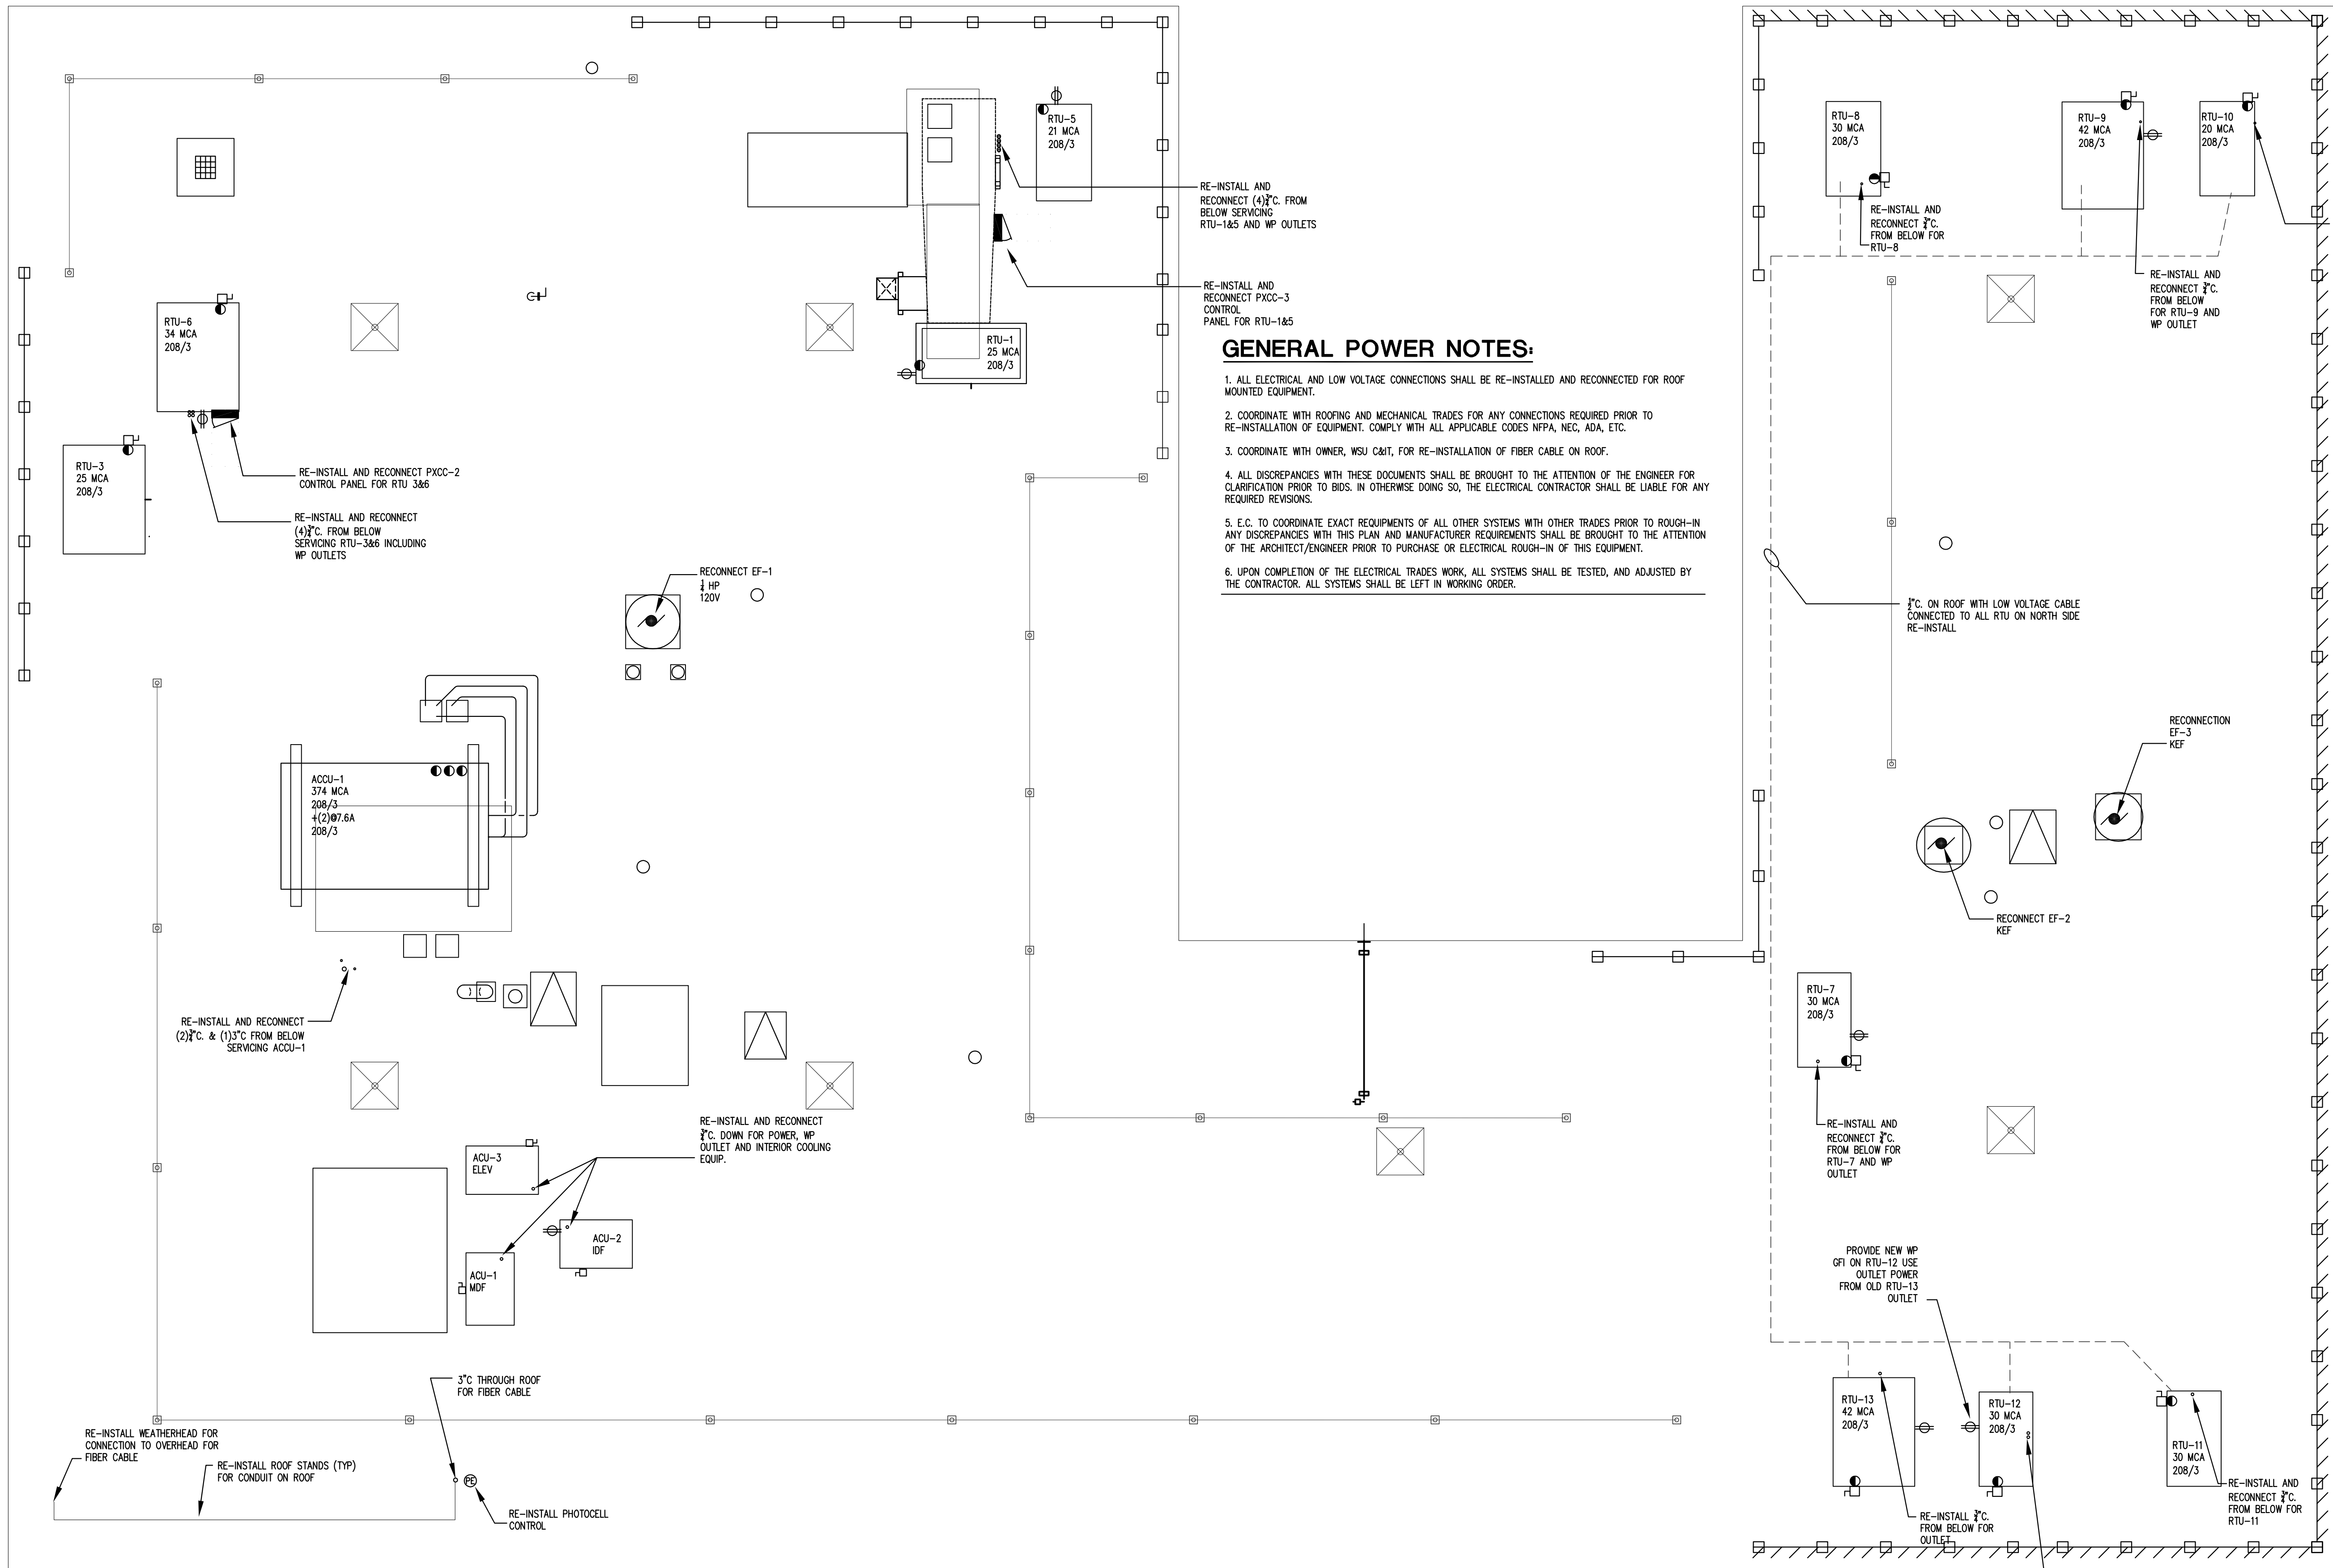 RTU-5
21 MCA
208/3
RTU-8
30 MCA
208/3
RTU-9
42 MCA
208/3
RTU-10
20 MCA
208/3
RE-INSTALL AND
RECONNECT (4)¾"C. FROM
BELOW SERVICING
RTU-1&5 AND WP OUTLETS
RE-INSTALL AND
RECONNECT ¾"C.
FROM BELOW FOR
RTU-8
RE-INSTALL AND
RECONNECT ¾"C.
FROM BELOW
FOR RTU-9 AND
WP OUTLET
RE-INSTALL AND
RECONNECT PXCC-3
CONTROL
PANEL FOR RTU-1&5
RTU-6
34 MCA
208/3
RTU-1
25 MCA
208/3
GENERAL POWER NOTES:
1. ALL ELECTRICAL AND LOW VOLTAGE CONNECTIONS SHALL BE RE-INSTALLED AND RECONNECTED FOR ROOF
MOUNTED EQUIPMENT.
2. COORDINATE WITH ROOFING AND MECHANICAL TRADES FOR ANY CONNECTIONS REQUIRED PRIOR TO
RE-INSTALLATION OF EQUIPMENT. COMPLY WITH ALL APPLICABLE CODES NFPA, NEC, ADA, ETC.
3. COORDINATE WITH OWNER, WSU C&IT, FOR RE-INSTALLATION OF FIBER CABLE ON ROOF.
4. ALL DISCREPANCIES WITH THESE DOCUMENTS SHALL BE BROUGHT TO THE ATTENTION OF THE ENGINEER FOR
CLARIFICATION PRIOR TO BIDS. IN OTHERWISE DOING SO, THE ELECTRICAL CONTRACTOR SHALL BE LIABLE FOR ANY
REQUIRED REVISIONS.
5. E.C. TO COORDINATE EXACT REQUIPMENTS OF ALL OTHER SYSTEMS WITH OTHER TRADES PRIOR TO ROUGH-IN
ANY DISCREPANCIES WITH THIS PLAN AND MANUFACTURER REQUIREMENTS SHALL BE BROUGHT TO THE ATTENTION
OF THE ARCHITECT/ENGINEER PRIOR TO PURCHASE OR ELECTRICAL ROUGH-IN OF THIS EQUIPMENT.
6. UPON COMPLETION OF THE ELECTRICAL TRADES WORK, ALL SYSTEMS SHALL BE TESTED, AND ADJUSTED BY
THE CONTRACTOR. ALL SYSTEMS SHALL BE LEFT IN WORKING ORDER.
RTU-3
25 MCA
208/3
RE-INSTALL AND RECONNECT PXCC-2
CONTROL PANEL FOR RTU 3&6
RE-INSTALL AND RECONNECT
(4)¾"C. FROM BELOW
SERVICING RTU-3&6 INCLUDING
WP OUTLETS
RECONNECT EF-1
¼ HP
120V
½"C. ON ROOF WITH LOW VOLTAGE CABLE
CONNECTED TO ALL RTU ON NORTH SIDE
RE-INSTALL
RECONNECTION
EF-3
KEF
ACCU-1
374 MCA
208/3
+(2)@7.6A
208/3
RECONNECT EF-2
KEF
RE-INSTALL AND RECONNECT
(2)¾"C. & (1)3"C FROM BELOW
SERVICING ACCU-1
RTU-7
30 MCA
208/3
RE-INSTALL AND RECONNECT
¾"C. DOWN FOR POWER, WP
OUTLET AND INTERIOR COOLING
EQUIP.
RE-INSTALL AND
RECONNECT ¾"C.
FROM BELOW FOR
RTU-7 AND WP
OUTLET
ACU-3
ELEV
ACU-2
IDF
ACU-1
MDF
PROVIDE NEW WP
GFI ON RTU-12 USE
OUTLET POWER
FROM OLD RTU-13
OUTLET
3"C THROUGH ROOF
FOR FIBER CABLE
RTU-13
42 MCA
208/3
RTU-12
30 MCA
208/3
RTU-11
30 MCA
208/3
RE-INSTALL WEATHERHEAD FOR
CONNECTION TO OVERHEAD FOR
FIBER CABLE
RE-INSTALL ROOF STANDS (TYP)
FOR CONDUIT ON ROOF
PE
RE-INSTALL PHOTOCELL
CONTROL
RE-INSTALL ¾"C.
FROM BELOW FOR
OUTLET
RE-INSTALL AND
RECONNECT ¾"C.
FROM BELOW FOR
RTU-11